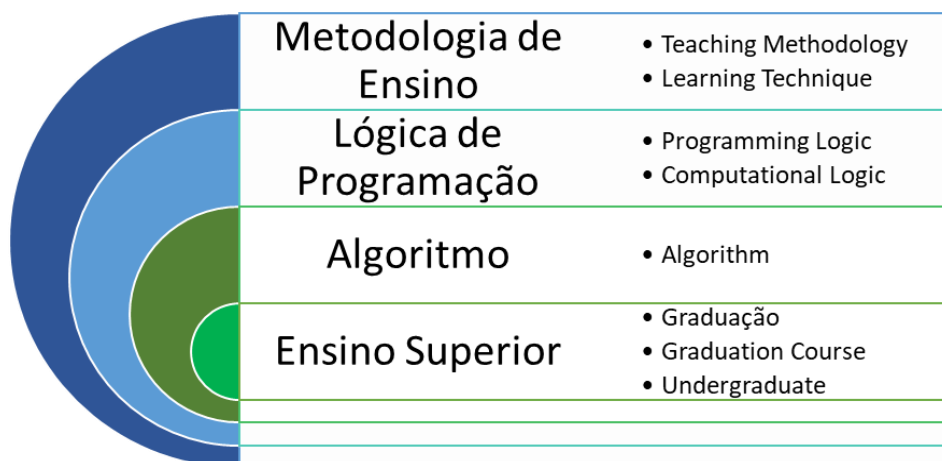 Metodologia de
Ensino
• Teaching Methodology
• Learning Technique
Lógica de
Programação
• Programming Logic
• Computational Logic
Algoritmo
• Algorithm
Ensino Superior
• Graduação
• Graduation Course
• Undergraduate